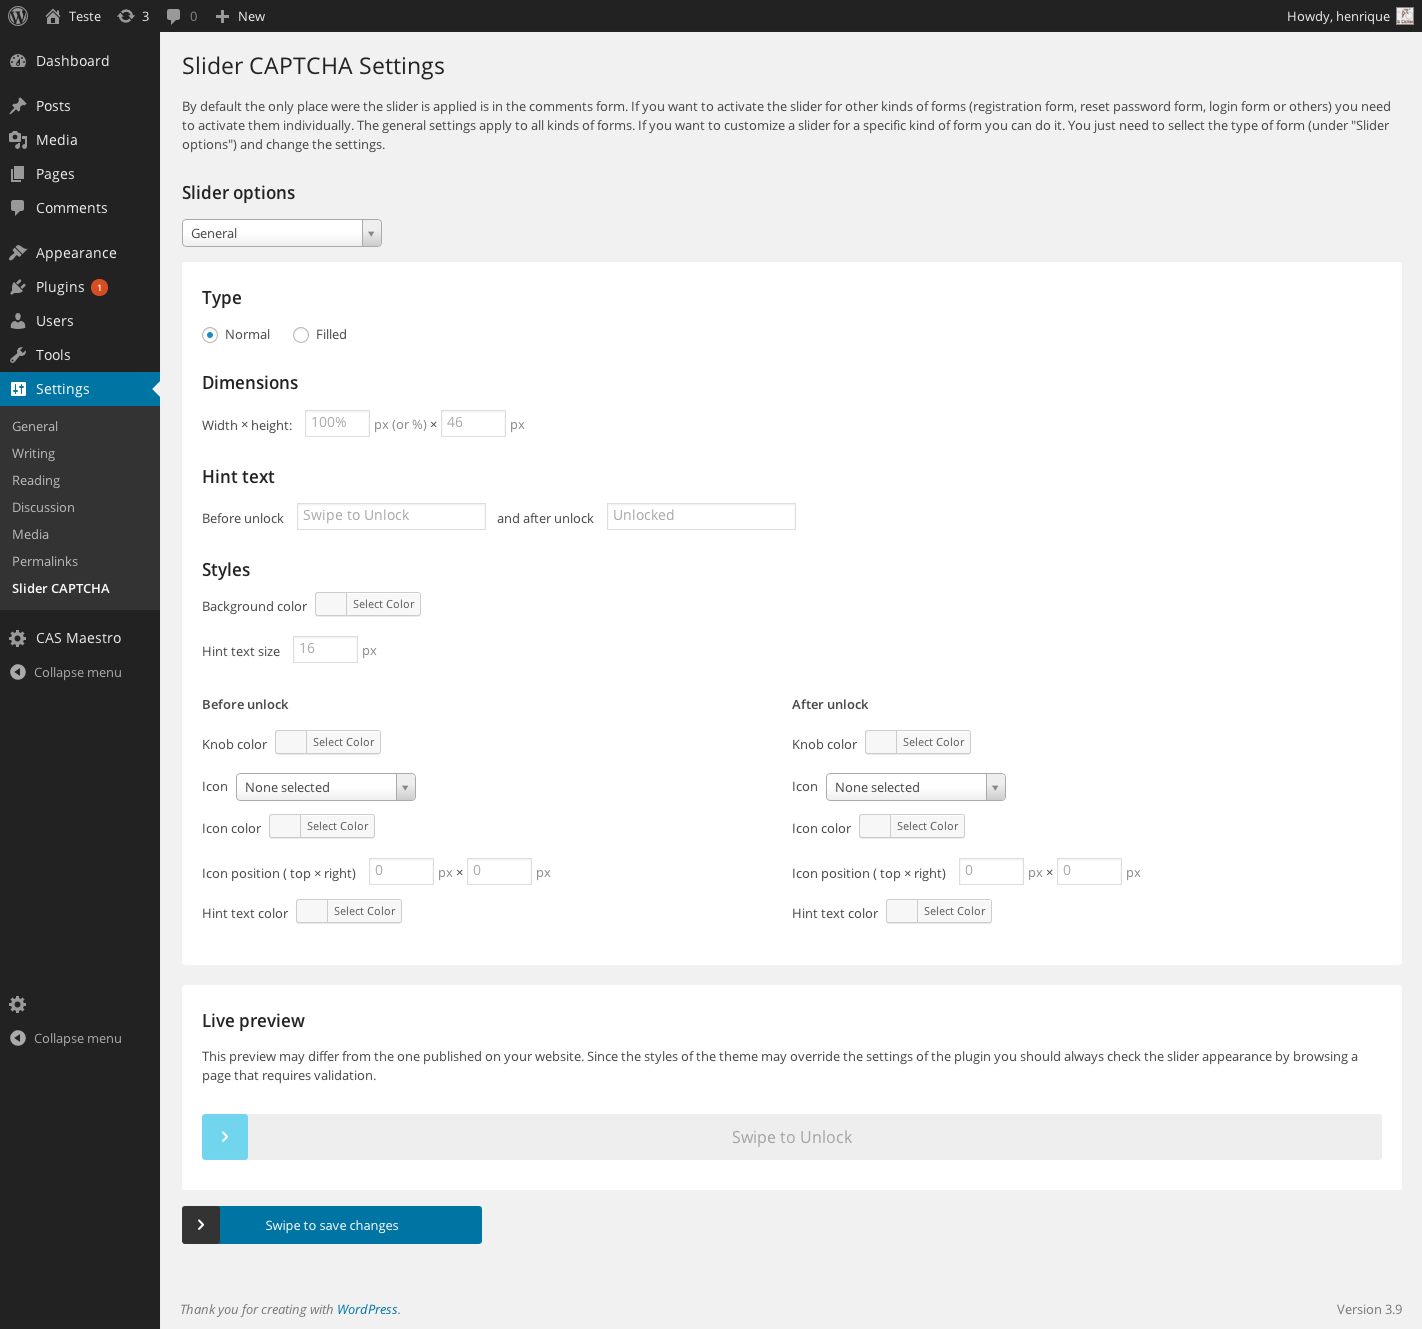 Teste 3 0 New Howdy, henrique
Dashboard
Posts
Media
Pages
Comments
Appearance
Plugins 1
Users
Tools
Settings
General
Writing
Reading
Discussion
Media
Permalinks
Slider CAPTCHA
CAS Maestro
Collapse menu
Collapse menu
Slider CAPTCHA Settings
By default the only place were the slider is applied is in the comments form. If you want to activate the slider for other kinds of forms (registration form, reset password form, login form or others) you need
to activate them individually. The general settings apply to all kinds of forms. If you want to customize a slider for a specific kind of form you can do it. You just need to sellect the type of form (under "Slider
options") and change the settings.
Slider options
General
Type
Normal Filled
Dimensions
Width × height: 100% px (or %) × 46 px
Hint text
Before unlock Swipe to Unlock and after unlock Unlocked
Styles
Background color Select Color
Hint text size 16 px
Before unlock
Knob color Select Color
Icon None selected
Icon color Select Color
Icon position ( top × right) 0 px × 0 px
Hint text color Select Color
After unlock
Knob color Select Color
Icon None selected
Icon color Select Color
Icon position ( top × right) 0 px × 0 px
Hint text color Select Color
Live preview
This preview may differ from the one published on your website. Since the styles of the theme may override the settings of the plugin you should always check the slider appearance by browsing a
page that requires validation.
Swipe to Unlock
Swipe to save changes
Thank you for creating with WordPress. Version 3.9